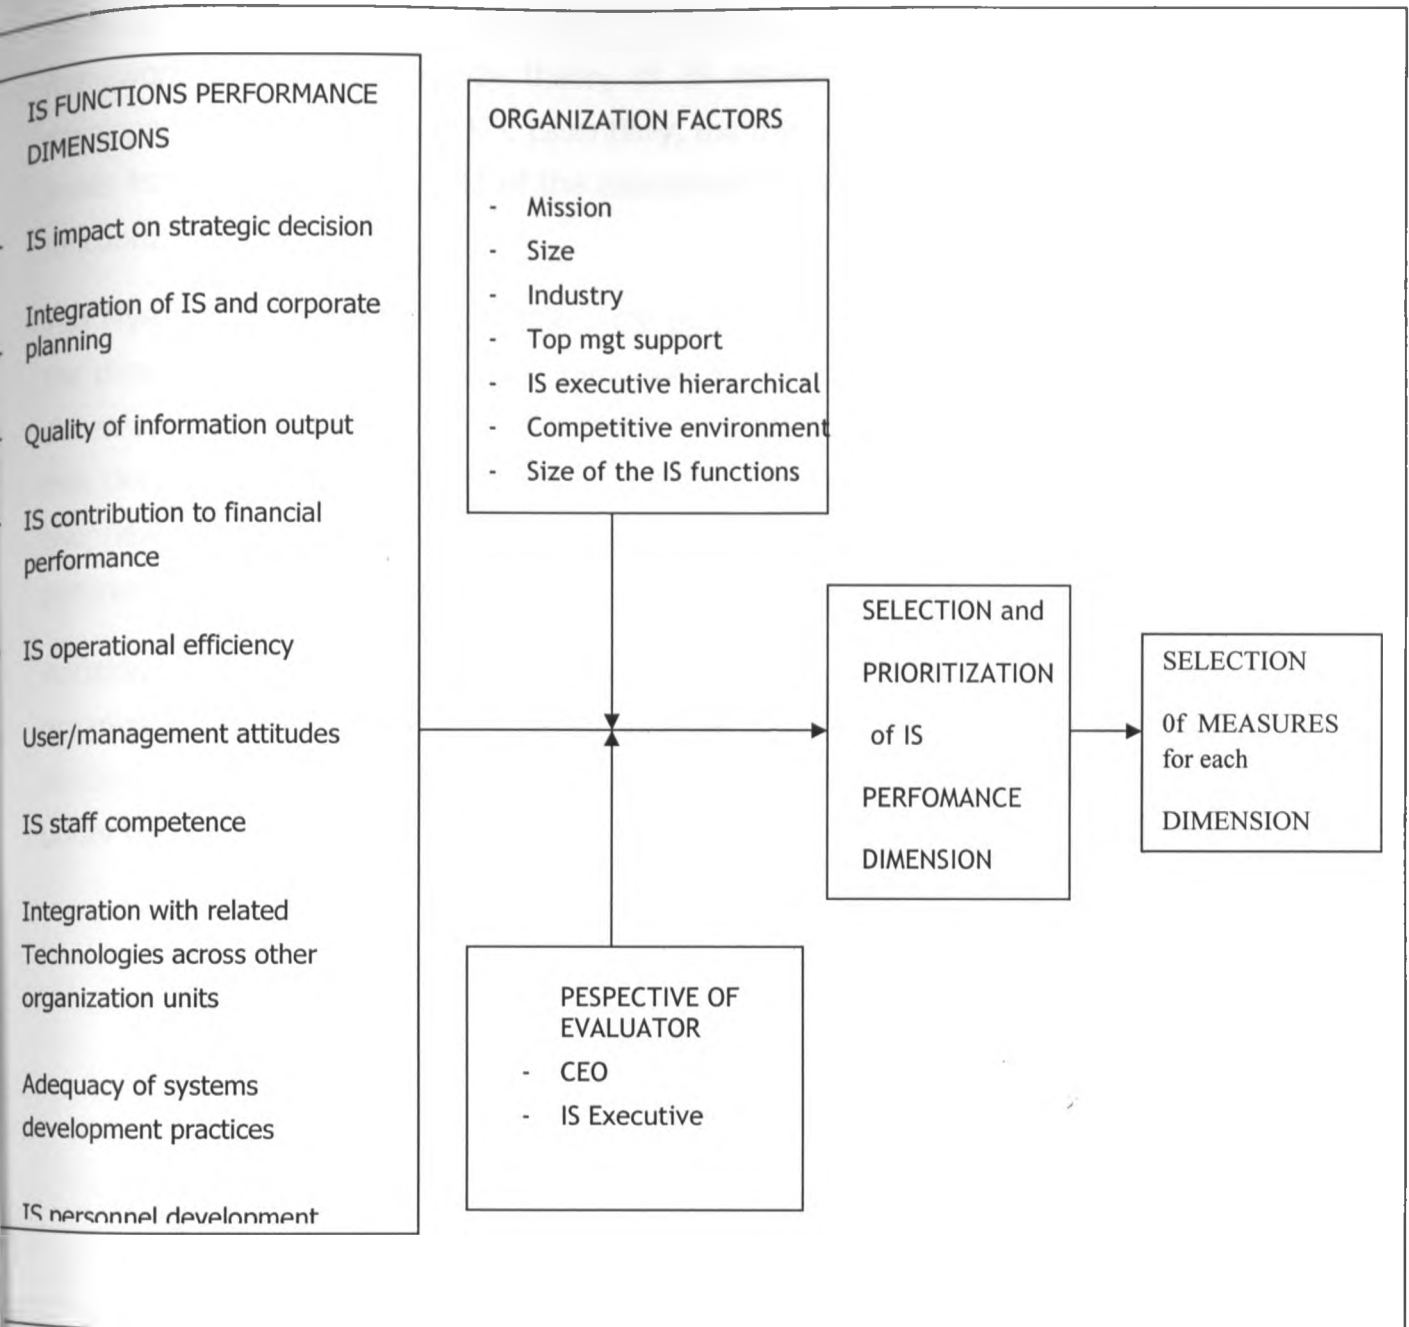 IS FUNCTIONS PERFORMANCE
DIMENSIONS
IS impact on strategic decision
Integration of IS and corporate
planning
Quality of information output
IS contribution to financial
performance
IS operational efficiency
User/management attitudes
IS staff competence
Integration with related
Technologies across other
organization units
Adequacy of systems
development practices
IS personnel development
ORGANIZATION FACTORS
- Mission
- Size
- Industry
- Top mgt support
- IS executive hierarchical
- Competitive environment
- Size of the IS functions
PESPECTIVE OF
EVALUATOR
- CEO
- IS Executive
SELECTION and
PRIORITIZATION
of IS
PERFOMANCE
DIMENSION
SELECTION
0f MEASURES
for each
DIMENSION